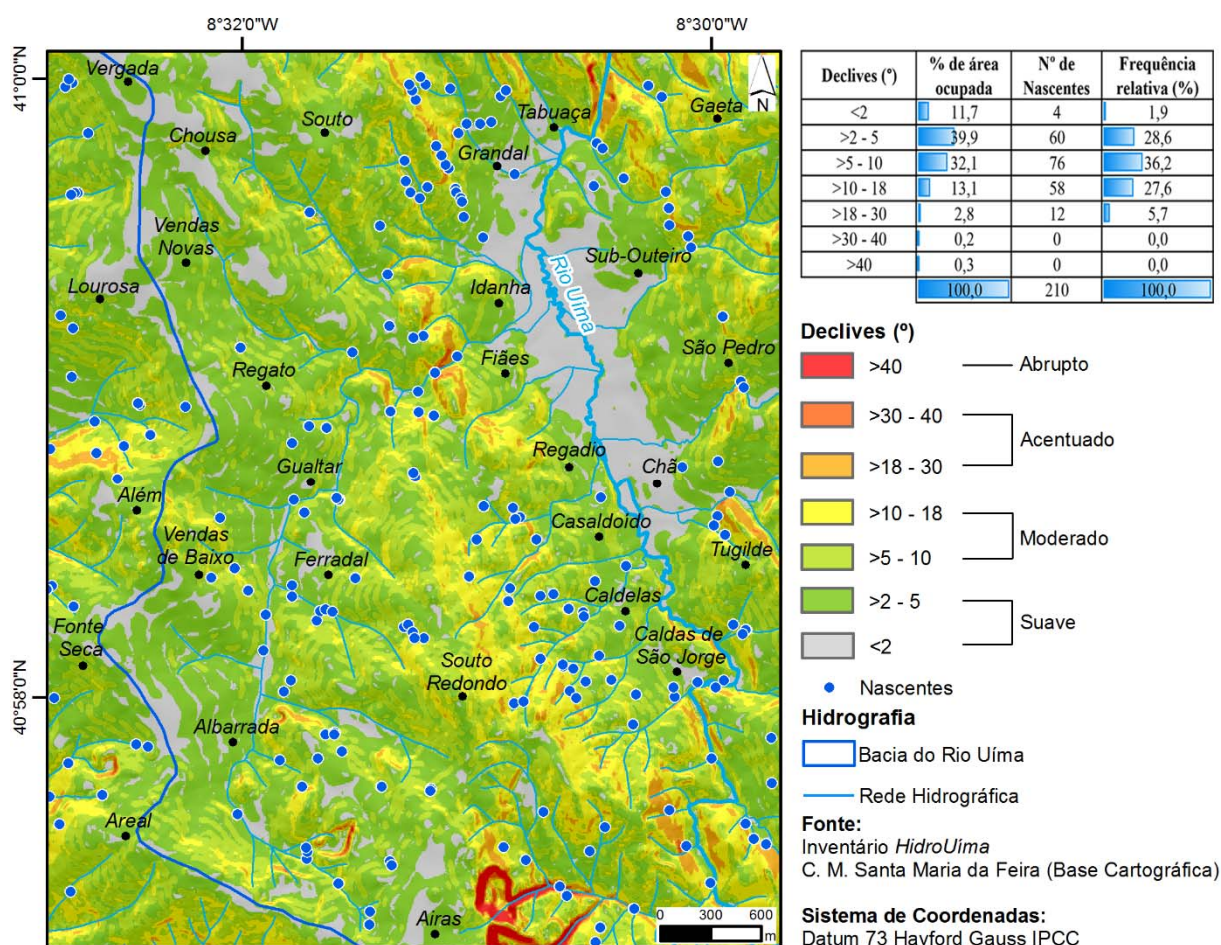 8°32'0"W
8°30'0"W
41°0'0"N
40°58'0"N
Vergada
Chousa
Souto
Tabuaça
N
Gaeta
Grandal
Vendas
Novas
Sub-Outeiro
Lourosa
Idanha
Rio Uíma
Fiães
São Pedro
Regato
Regadio
Gualtar
Chã
Além
Casaldoido
Vendas
de Baixo
Ferradal
Tugilde
Caldelas
Fonte
Seca
Caldas de
São Jorge
Souto
Redondo
Albarrada
Areal
Airas
0 300 600
m
Declives (º) % de área ocupada Nº de Nascentes Frequência relativa (%)
<2 11,7 4 1,9
>2 - 5 39,9 60 28,6
>5 - 10 32,1 76 36,2
>10 - 18 13,1 58 27,6
>18 - 30 2,8 12 5,7
>30 - 40 0,2 0 0,0
>40 0,3 0 0,0
100,0 210 100,0
Declives (º)
>40 Abrupto
>30 - 40
Acentuado
>18 - 30
>10 - 18
Moderado
>5 - 10
>2 - 5
Suave
<2
Nascentes
Hidrografia
Bacia do Rio Uíma
Rede Hidrográfica
Fonte:
Inventário HidroUíma
C. M. Santa Maria da Feira (Base Cartográfica)
Sistema de Coordenadas:
Datum 73 Hayford Gauss IPCC